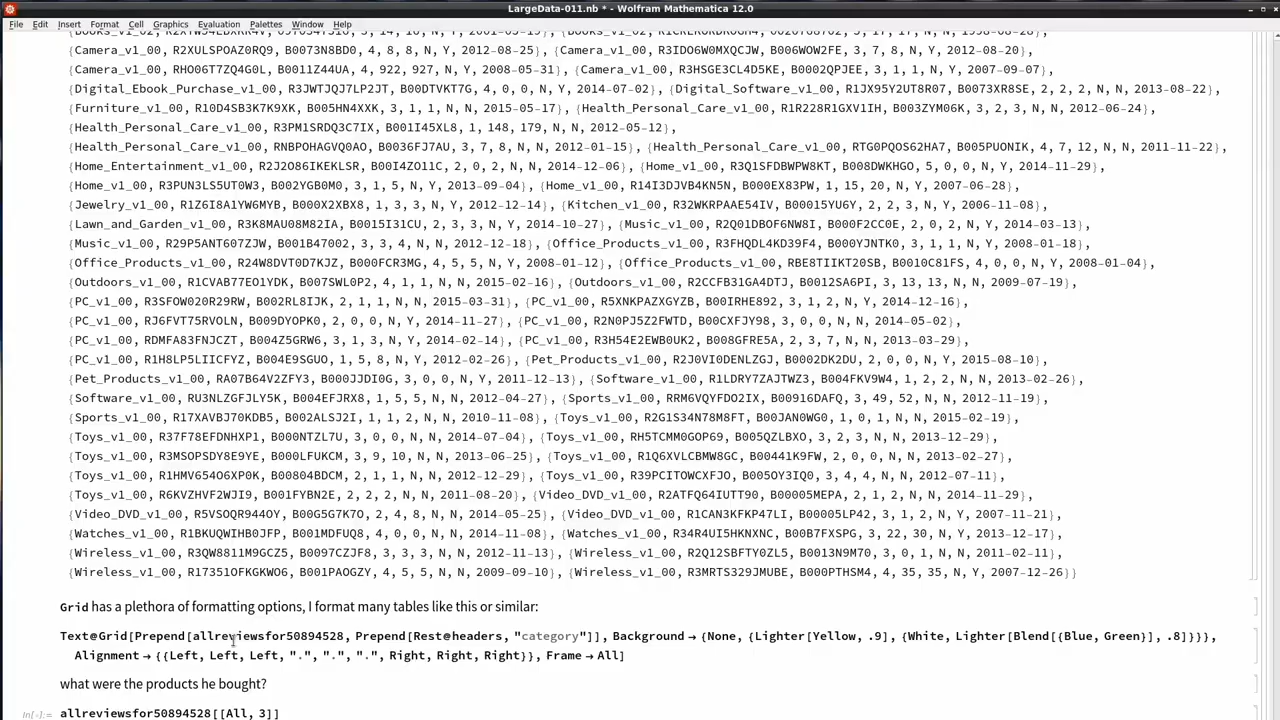 LargeData-011.nb * - Wolfram Mathematica 12.0
File Edit Insert Format Cell Graphics Evaluation Palettes Window Help
{Camera_v1_00, R2XULSPOAZ0RQ9, B0073N8BD0, 4, 8, 8, N, Y, 2012-08-25}, {Camera_v1_00, R3IDO6W0MXQCJW, B006WOW2FE, 3, 7, 8, N, Y, 2012-08-20},
{Camera_v1_00, RHO06T7ZQ4G0L, B0011Z44UA, 4, 922, 927, N, Y, 2008-05-31}, {Camera_v1_00, R3HSGE3CL4D5KE, B0002QPJEE, 3, 1, 1, N, Y, 2007-09-07},
{Digital_Ebook_Purchase_v1_00, R3JWTJQJ7LP2JT, B00DTVKT7G, 4, 0, 0, N, Y, 2014-07-02}, {Digital_Software_v1_00, R1JX95Y2UT8R07, B0073XR8SE, 2, 2, 2, N, N, 2013-08-22},
{Furniture_v1_00, R10D4SB3K7K9XK, B005HN4XXK, 3, 1, 1, N, N, 2015-05-17}, {Health_Personal_Care_v1_00, R1R228R1GXV1IH, B003ZYM06K, 3, 2, 3, N, N, 2012-06-24},
{Health_Personal_Care_v1_00, R3PM1SRDQ3C7IX, B001I45XL8, 1, 148, 179, N, N, 2012-05-12},
{Health_Personal_Care_v1_00, RNBPOHAGVQ0AO, B0036FJ7AU, 3, 7, 8, N, N, 2012-01-15}, {Health_Personal_Care_v1_00, RTG0PQOS62HA7, B005PUONIK, 4, 7, 12, N, N, 2011-11-22},
{Home_Entertainment_v1_00, R2J2O86IKEKLSR, B00I4ZO11C, 2, 0, 2, N, N, 2014-12-06}, {Home_v1_00, R3Q1SFDBWPW8KT, B008DWKHGO, 5, 0, 0, N, Y, 2014-11-29},
{Home_v1_00, R3PUN3LS5UT0W3, B002YGB0M0, 3, 1, 5, N, Y, 2013-09-04}, {Home_v1_00, R14I3DJVB4KN5N, B000EX83PW, 1, 15, 20, N, Y, 2007-06-28},
{Jewelry_v1_00, R1Z6I8A1YW6MYB, B000X2XBX8, 1, 3, 3, N, Y, 2012-12-14}, {Kitchen_v1_00, R32WKRPAAE54IV, B00015YU6Y, 2, 2, 3, N, Y, 2006-11-08},
{Lawn_and_Garden_v1_00, R3K8MAU08M82IA, B0015I31CU, 2, 3, 3, N, Y, 2014-10-27}, {Music_v1_00, R2Q01DBOF6NW8I, B000F2CC0E, 2, 0, 2, N, Y, 2014-03-13},
{Music_v1_00, R29P5ANT607ZJW, B001B47002, 3, 3, 4, N, N, 2012-12-18}, {Office_Products_v1_00, R3FHQDL4KD39F4, B000YJNTK0, 3, 1, 1, N, Y, 2008-01-18},
{Office_Products_v1_00, R24W8DVT0D7KJZ, B000FCR3MG, 4, 5, 5, N, Y, 2008-01-12}, {Office_Products_v1_00, RBE8TIIKT20SB, B0010C81FS, 4, 0, 0, N, Y, 2008-01-04},
{Outdoors_v1_00, R1CVAB77EO1YDK, B007SWL0P2, 4, 1, 1, N, Y, 2015-02-16}, {Outdoors_v1_00, R2CCFB31GA4DTJ, B0012SA6PI, 3, 13, 13, N, N, 2009-07-19},
{PC_v1_00, R3SFOW020R29RW, B002RL8IJK, 2, 1, 1, N, N, 2015-03-31}, {PC_v1_00, R5XNKPAZXGYZB, B00IRHE892, 3, 1, 2, N, Y, 2014-12-16},
{PC_v1_00, RJ6FVT75RVOLN, B009DYOPK0, 2, 0, 0, N, Y, 2014-11-27}, {PC_v1_00, R2N0PJ5Z2FWTD, B00CXFJY98, 3, 0, 0, N, N, 2014-05-02},
{PC_v1_00, RDMFA83FNJCZT, B004Z5GRW6, 3, 1, 3, N, Y, 2014-02-14}, {PC_v1_00, R3H54E2EWB0UK2, B008GFRE5A, 2, 3, 7, N, N, 2013-03-29},
{PC_v1_00, R1H8LP5LIICFYZ, B004E9SGUO, 1, 5, 8, N, Y, 2012-02-26}, {Pet_Products_v1_00, R2J0VI0DENLZGJ, B0002DK2DU, 2, 0, 0, N, Y, 2015-08-10},
{Pet_Products_v1_00, RA07B64V2ZFY3, B000JJDI0G, 3, 0, 0, N, Y, 2011-12-13}, {Software_v1_00, R1LDRY7ZAJTWZ3, B004FKV9W4, 1, 2, 2, N, N, 2013-02-26},
{Software_v1_00, RU3NLZGFJLY5K, B004EFJRX8, 1, 5, 5, N, Y, 2012-04-27}, {Sports_v1_00, RRM6VQYFDO2IX, B00916DAFQ, 3, 49, 52, N, Y, 2012-11-19},
{Sports_v1_00, R17XAVBJ70KDB5, B002ALSJ2I, 1, 1, 2, N, N, 2010-11-08}, {Toys_v1_00, R2G1S34N78M8FT, B00JAN0WG0, 1, 0, 1, N, N, 2015-02-19},
{Toys_v1_00, R37F78EFDNHXP1, B000NTZL7U, 3, 0, 0, N, N, 2014-07-04}, {Toys_v1_00, RH5TCMM0GOP69, B005QZLBXO, 3, 2, 3, N, N, 2013-12-29},
{Toys_v1_00, R3MSOPSDY8E9YE, B000LFUKCM, 3, 9, 10, N, N, 2013-06-25}, {Toys_v1_00, R1Q6XVLCBMW8GC, B00441K9FW, 2, 0, 0, N, N, 2013-02-27},
{Toys_v1_00, R1HMV654O6XP0K, B00804BDCM, 2, 1, 1, N, N, 2012-12-29}, {Toys_v1_00, R39PCITOWCXFJO, B005OY3IQ0, 3, 4, 4, N, N, 2012-07-11},
{Toys_v1_00, R6KVZHVF2WJI9, B001FYBN2E, 2, 2, 2, N, N, 2011-08-20}, {Video_DVD_v1_00, R2ATFQ64IUTT90, B00005MEPA, 2, 1, 2, N, N, 2014-11-29},
{Video_DVD_v1_00, R5VSOQR944OY, B00G5G7K7O, 2, 4, 8, N, N, 2014-05-25}, {Video_DVD_v1_00, R1CAN3KFKP47LI, B00005LP42, 3, 1, 2, N, Y, 2007-11-21},
{Watches_v1_00, R1BKUQWIHB0JFP, B001MDFUQ8, 4, 0, 0, N, Y, 2014-11-08}, {Watches_v1_00, R34R4UI5HKNXNC, B00B7FXSPG, 3, 22, 30, N, Y, 2013-12-17},
{Wireless_v1_00, R3QW8811M9GCZ5, B0097CZJF8, 3, 3, 3, N, N, 2012-11-13}, {Wireless_v1_00, R2Q12SBFTY0ZL5, B0013N9M70, 3, 0, 1, N, N, 2011-02-11},
{Wireless_v1_00, R17351OFKGKWO6, B001PAOGZY, 4, 5, 5, N, N, 2009-09-10}, {Wireless_v1_00, R3MRTS329JMUBE, B000PTHSM4, 4, 35, 35, N, Y, 2007-12-26}}
Grid has a plethora of formatting options, I format many tables like this or similar:
Text@Grid[Prepend[allreviewsfor50894528, Prepend[Rest@headers, "category"]], Background → {None, {Lighter[Yellow, .9], {White, Lighter[Blend[{Blue, Green}], .8]}}},
Alignment → {{Left, Left, Left, ".", ".", ".", Right, Right, Right}}, Frame → All]
what were the products he bought?
In[•]:= allreviewsfor50894528[[All, 3]]